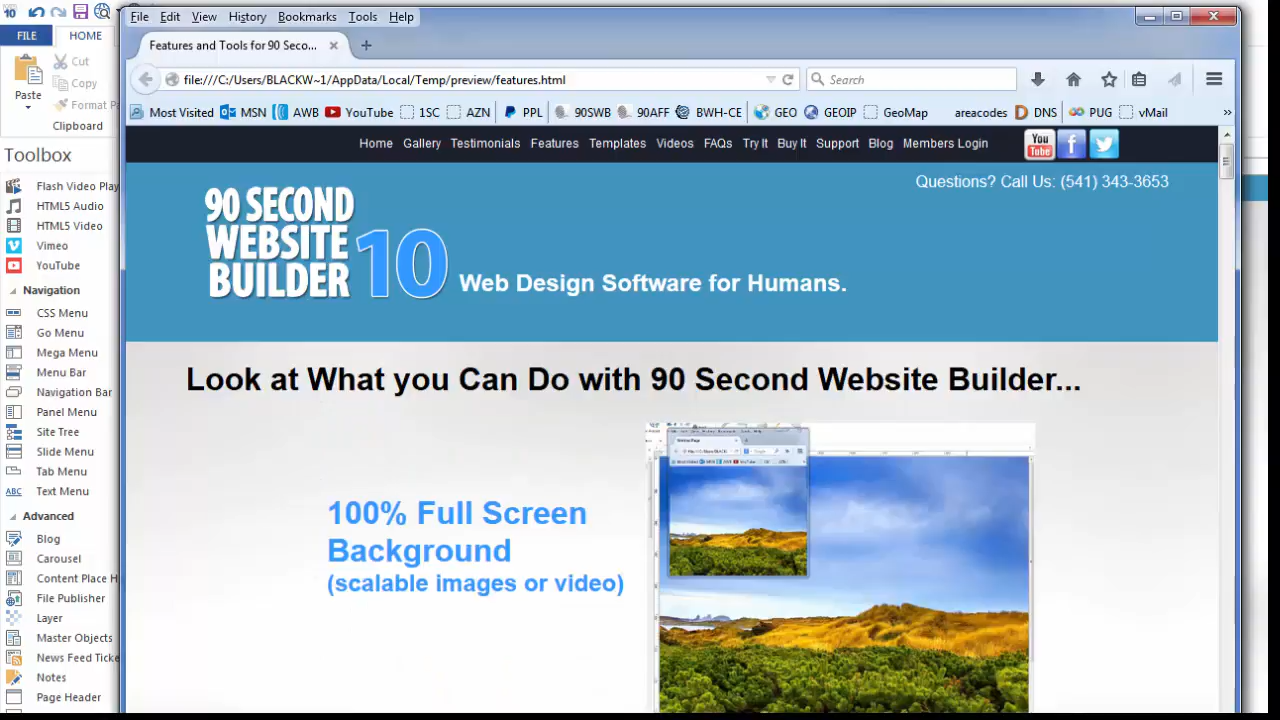 File Edit View History Bookmarks Tools Help
FILE HOME
Features and Tools for 90 Seco...
Cut
Copy
Format P
Paste
Clipboard
file:///C:/Users/BLACKW~1/AppData/Local/Temp/preview/features.html
Search
Most Visited MSN AWB YouTube 1SC AZN PPL 90SWB 90AFF BWH-CE GEO GEOIP GeoMap areacodes DNS PUG vMail »
Home Gallery Testimonials Features Templates Videos FAQs Try It Buy It Support Blog Members Login
You Tube
Questions? Call Us: (541) 343-3653
90 SECOND
WEBSITE
BUILDER 10
Web Design Software for Humans.
Look at What you Can Do with 90 Second Website Builder...
100% Full Screen
Background
(scalable images or video)
Toolbox
Flash Video Play
HTML5 Audio
HTML5 Video
Vimeo
YouTube
Navigation
CSS Menu
Go Menu
Mega Menu
Menu Bar
Navigation Bar
Panel Menu
Site Tree
Slide Menu
Tab Menu
Text Menu
Advanced
Blog
Carousel
Content Place H
File Publisher
Layer
Master Objects
News Feed Ticke
Notes
Page Header